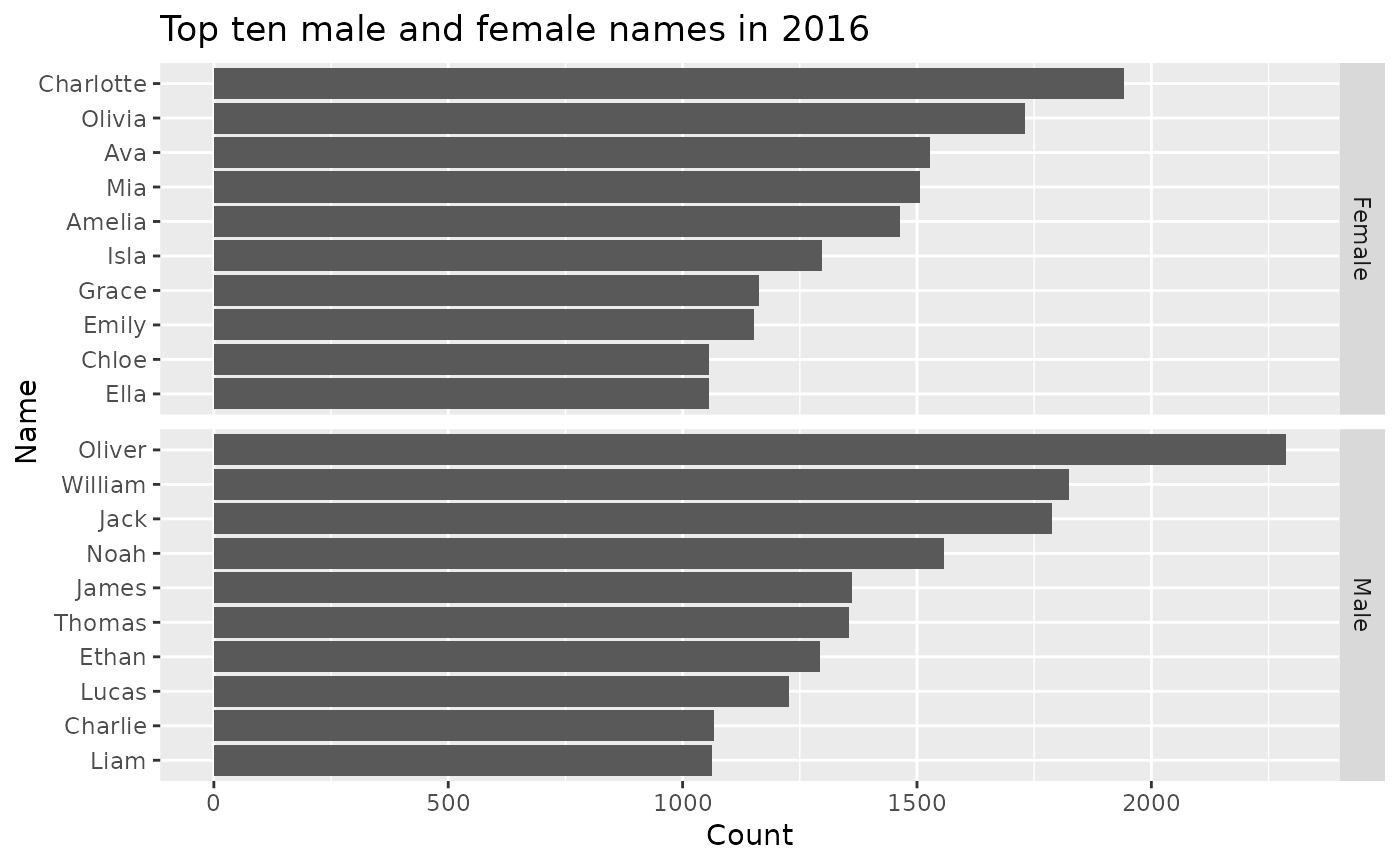 Top ten male and female names in 2016
Name
Charlotte
Olivia
Ava
Mia
Amelia
Isla
Grace
Emily
Chloe
Ella
Female
Oliver
William
Jack
Noah
James
Thomas
Ethan
Lucas
Charlie
Liam
Male
0 500 1000 1500 2000
Count